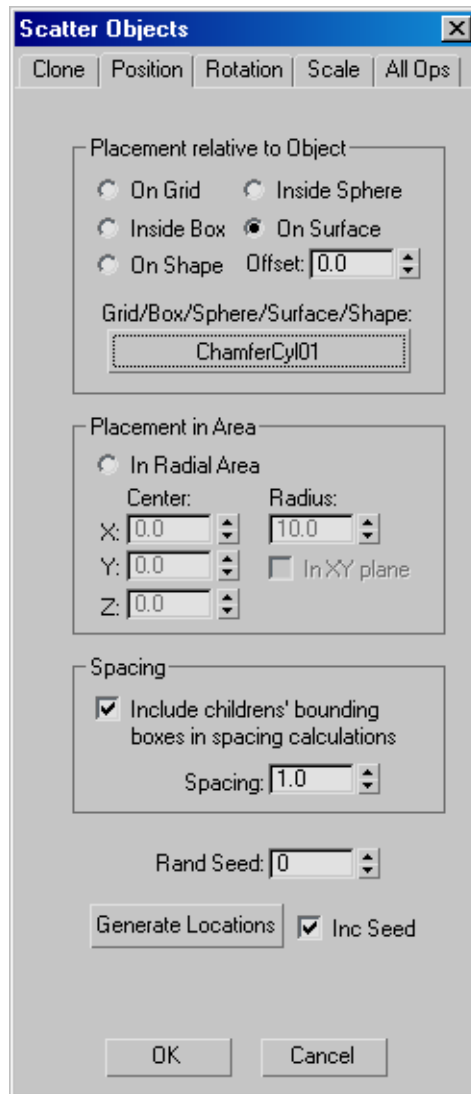 Scatter Objects
Clone Position Rotation Scale All Ops
Placement relative to Object
On Grid Inside Sphere
Inside Box On Surface
On Shape Offset: 0.0
Grid/Box/Sphere/Surface/Shape:
ChamferCyl01
Placement in Area
In Radial Area
Center: Radius:
X: 0.0 10.0
Y: 0.0 In XY plane
Z: 0.0
Spacing
Include childrens' bounding
boxes in spacing calculations
Spacing: 1.0
Rand Seed: 0
Generate Locations Inc Seed
OK Cancel